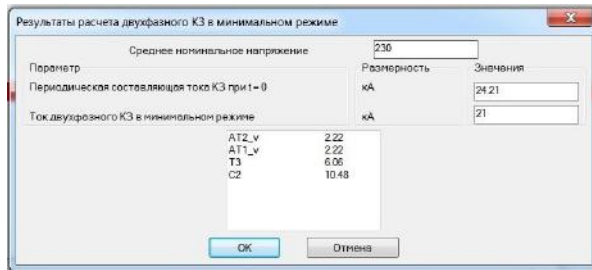 Результаты расчета двухфазного КЗ в минимальном режиме
Среднее номинальное напряжение 230
Параметр Размерность Значения
Периодическая составляющая тока КЗ при t=0 кА 24.21
Ток двухфазного КЗ в минимальном режиме кА 21
AT2_v 2.22
AT1_v 2.22
T3 6.06
C2 10.48
OK Отмена